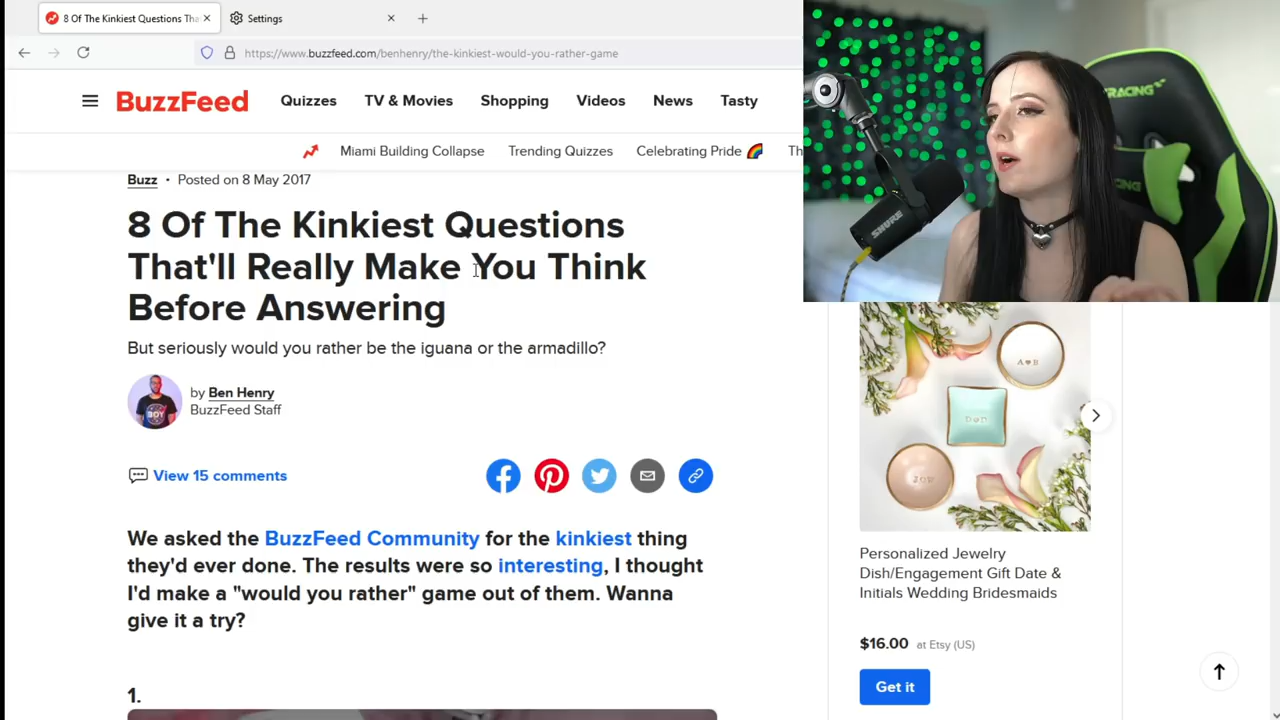 8 Of The Kinkiest Questions Tha
Settings
https://www.buzzfeed.com/benhenry/the-kinkiest-would-you-rather-game
BuzzFeed
Quizzes
TV & Movies
Shopping
Videos
News
Tasty
Miami Building Collapse
Trending Quizzes
Celebrating Pride 🌈
Th
Buzz • Posted on 8 May 2017
8 Of The Kinkiest Questions
That'll Really Make You Think
Before Answering
But seriously would you rather be the iguana or the armadillo?
by Ben Henry
BuzzFeed Staff
BOY
View 15 comments
We asked the BuzzFeed Community for the kinkiest thing
they'd ever done. The results were so interesting, I thought
I'd make a "would you rather" game out of them. Wanna
give it a try?
1.
SHURE
RACING
CING
A♥B
Personalized Jewelry
Dish/Engagement Gift Date &
Initials Wedding Bridesmaids
$16.00 at Etsy (US)
Get it